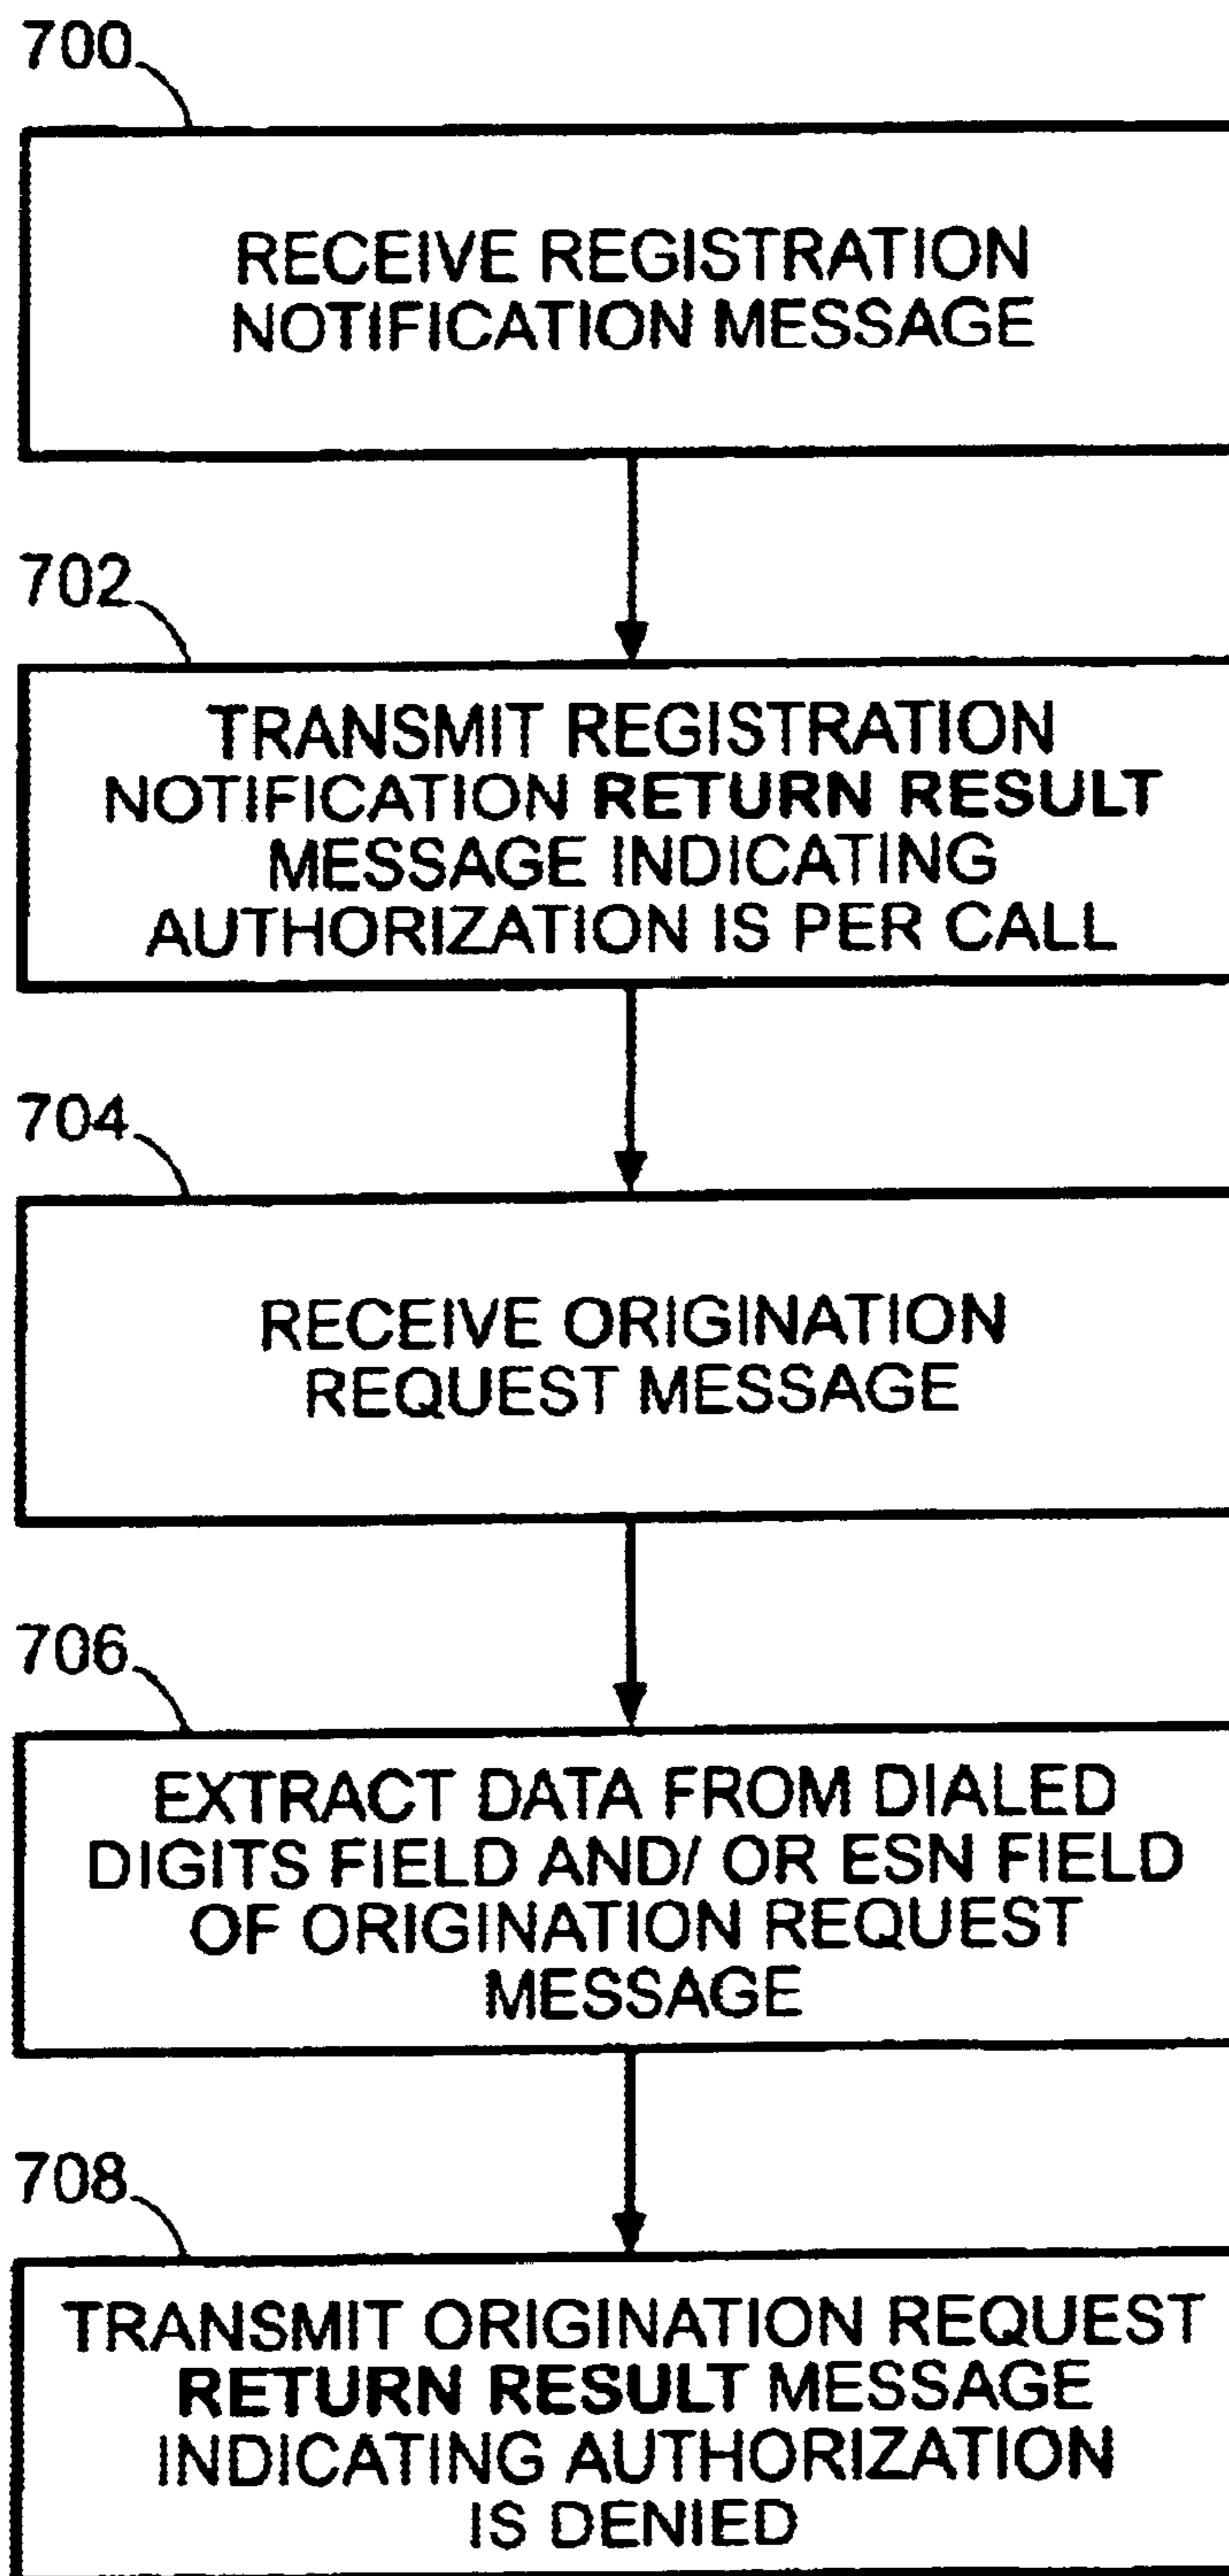 700
RECEIVE REGISTRATION
NOTIFICATION MESSAGE
702
TRANSMIT REGISTRATION
NOTIFICATION RETURN RESULT
MESSAGE INDICATING
AUTHORIZATION IS PER CALL
704
RECEIVE ORIGINATION
REQUEST MESSAGE
706
EXTRACT DATA FROM DIALED
DIGITS FIELD AND/ OR ESN FIELD
OF ORIGINATION REQUEST
MESSAGE
708
TRANSMIT ORIGINATION REQUEST
RETURN RESULT MESSAGE
INDICATING AUTHORIZATION
IS DENIED